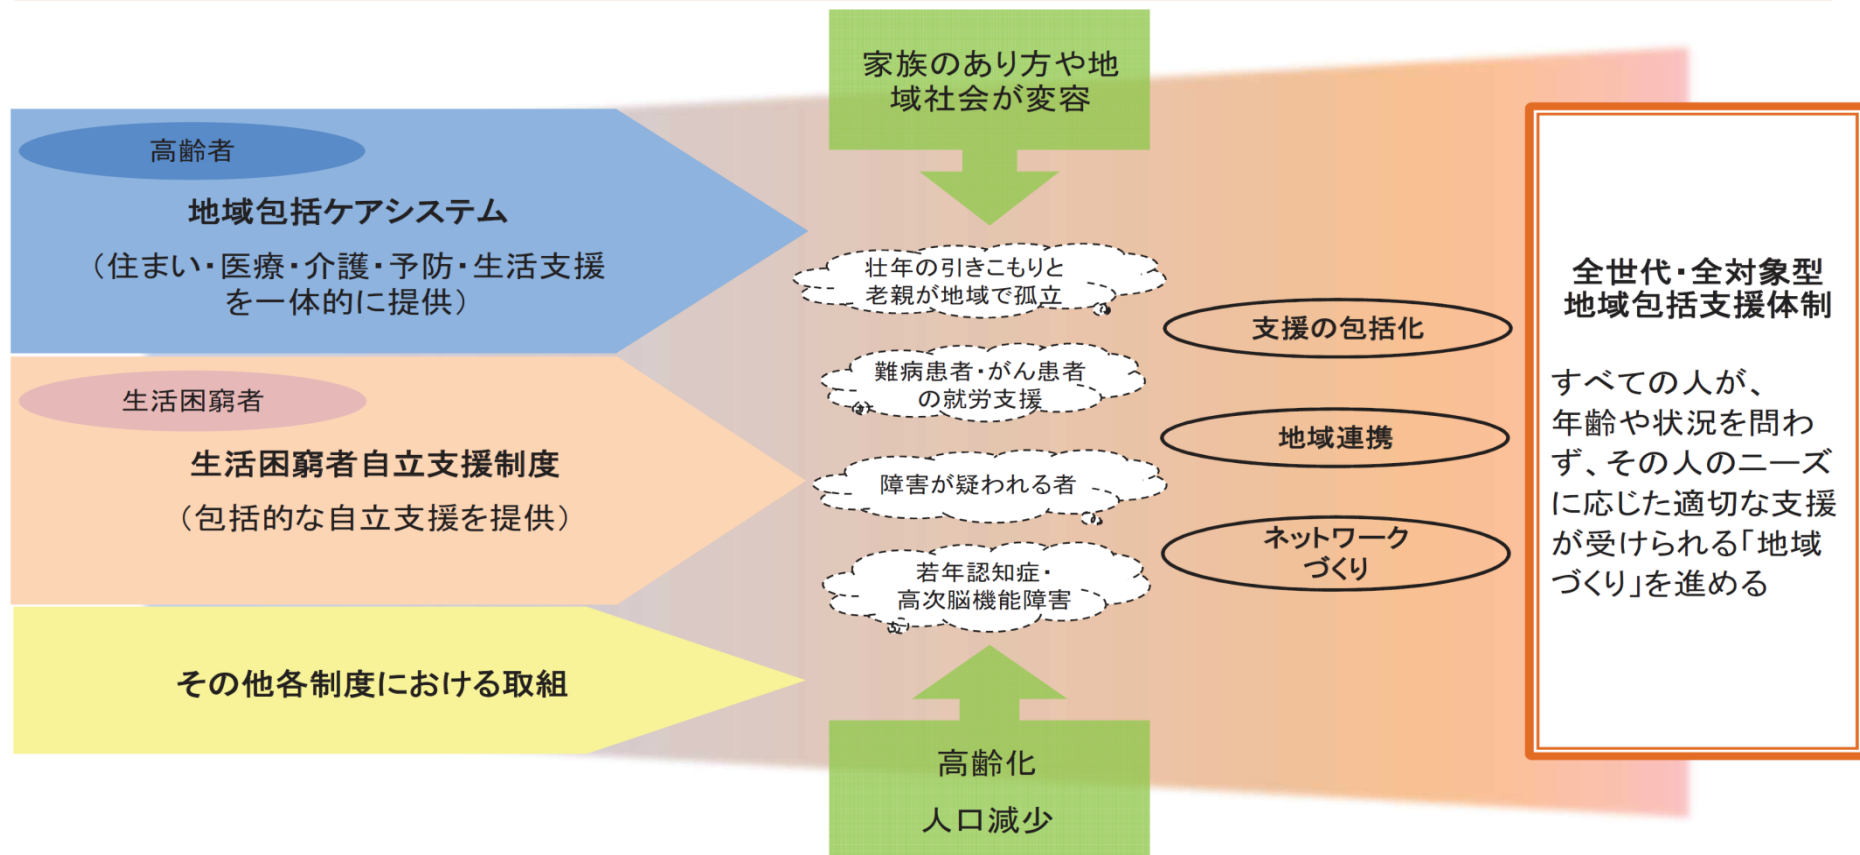 家族のあり方や地
域社会が変容
高齢者
地域包括ケアシステム
（住まい・医療・介護・予防・生活支援
を一体的に提供）
生活困窮者
生活困窮者自立支援制度
（包括的な自立支援を提供）
その他各制度における取組
壮年の引きこもりと
老親が地域で孤立
難病患者・がん患者
の就労支援
障害が疑われる者
若年認知症・
高次脳機能障害
高齢化
人口減少
支援の包括化
地域連携
ネットワーク
づくり
全世代・全対象型
地域包括支援体制
すべての人が、
年齢や状況を問わ
ず、その人のニーズ
に応じた適切な支援
が受けられる「地域
づくり」を進める